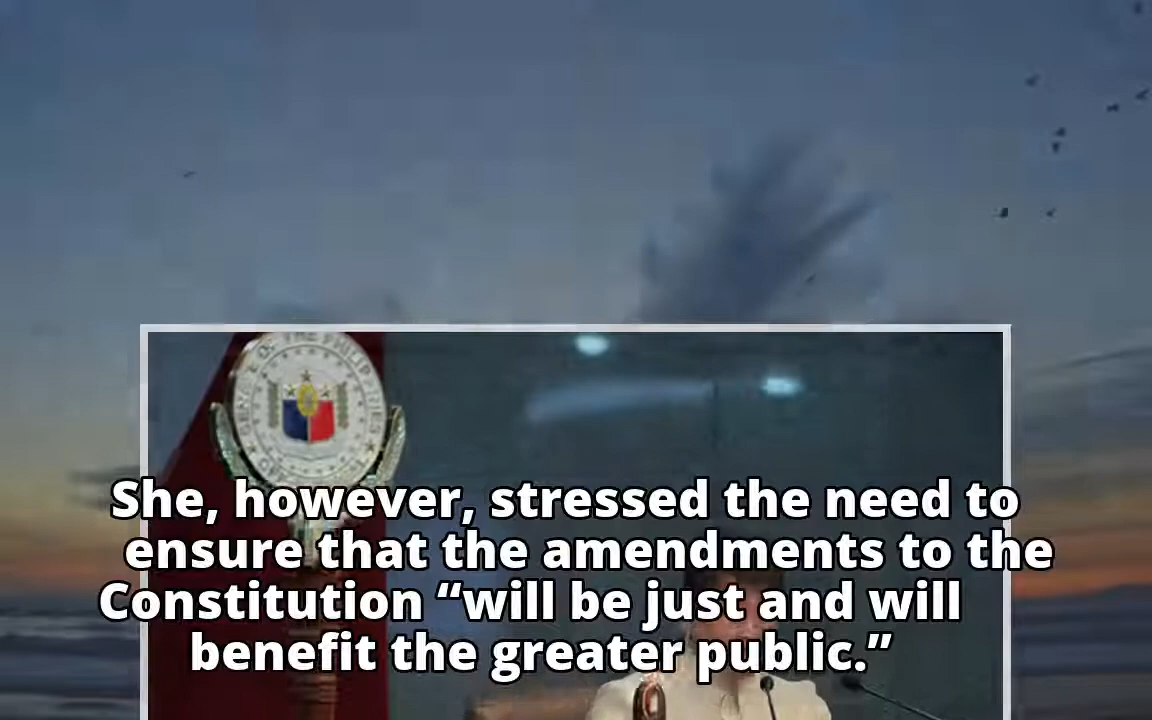 She, however, stressed the need to
ensure that the amendments to the
Constitution “will be just and will
benefit the greater public.”